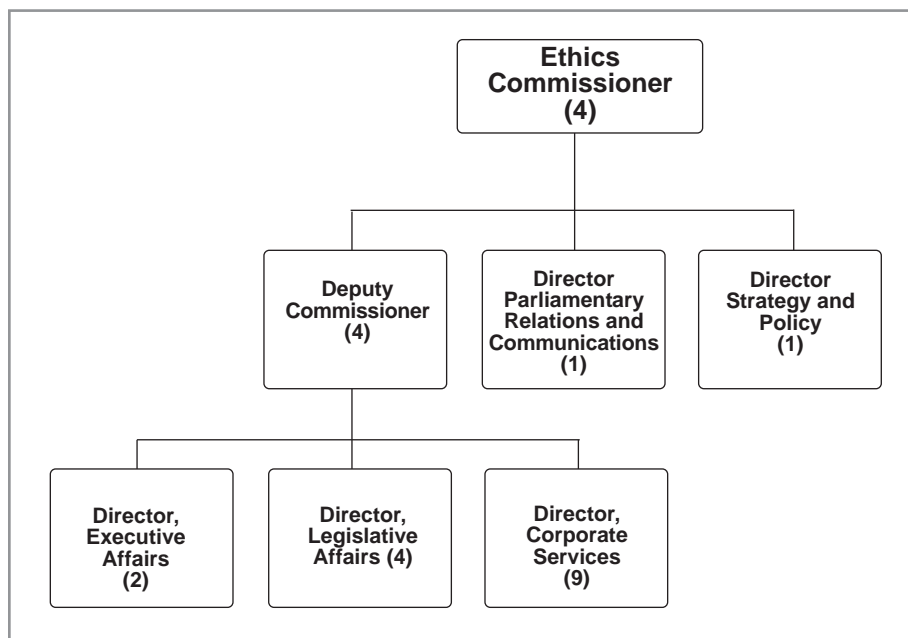 Ethics
Commissioner
(4)
Deputy
Commissioner
(4)
Director
Parliamentary
Relations and
Communications
(1)
Director
Strategy and
Policy
(1)
Director,
Executive
Affairs
(2)
Director,
Legislative
Affairs (4)
Director,
Corporate
Services
(9)